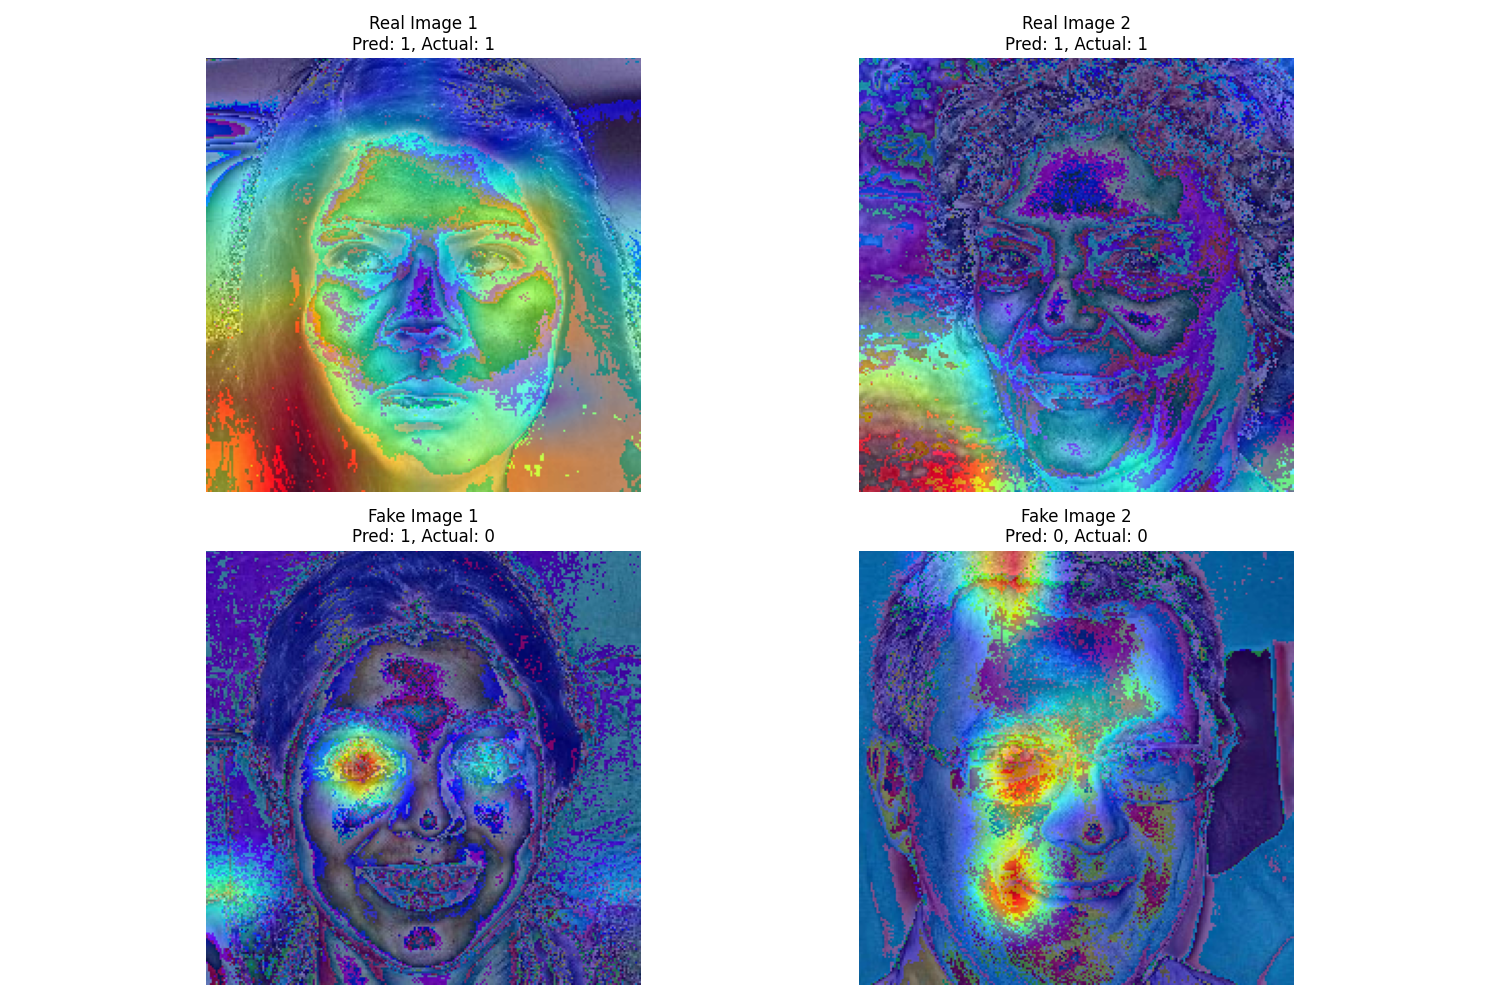 Real Image 1
Pred: 1, Actual: 1
Real Image 2
Pred: 1, Actual: 1
Fake Image 1
Pred: 1, Actual: 0
Fake Image 2
Pred: 0, Actual: 0